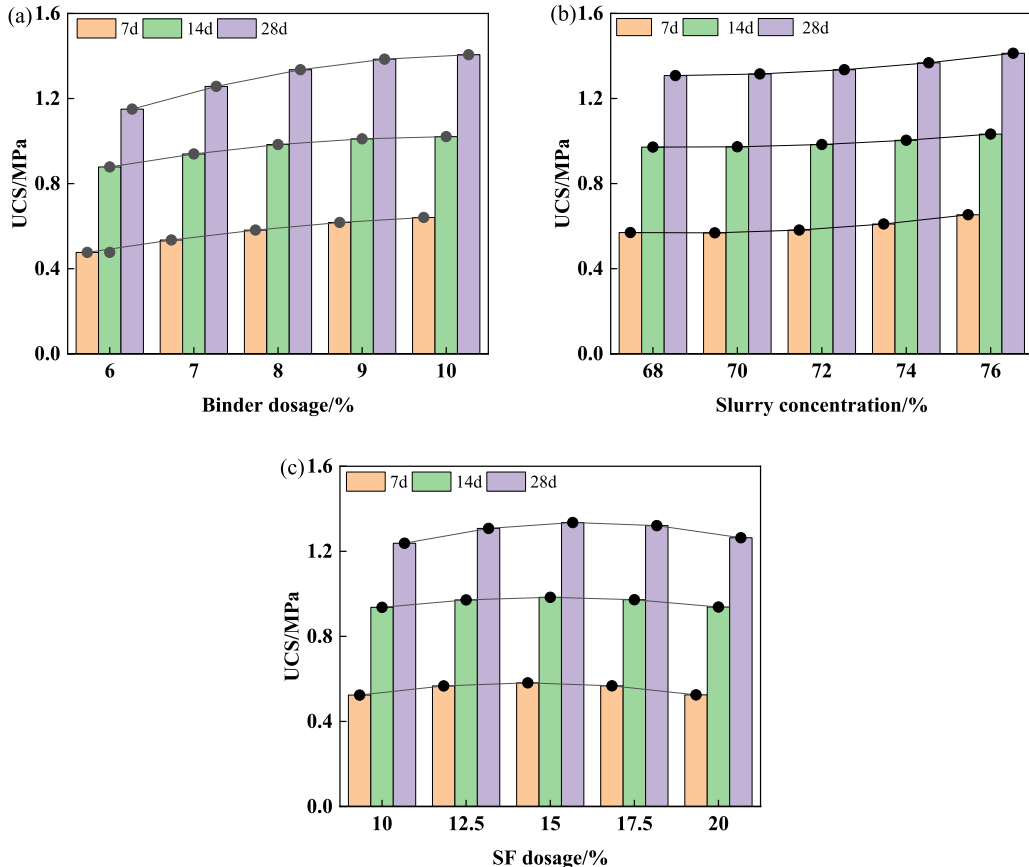 (a)
7d 14d 28d
UCS/MPa
1.6
1.2
0.8
0.4
0.0
6 7 8 9 10
Binder dosage/%
(b)
7d 14d 28d
UCS/MPa
1.6
1.2
0.8
0.4
0.0
68 70 72 74 76
Slurry concentration/%
(c)
7d 14d 28d
UCS/MPa
1.6
1.2
0.8
0.4
0.0
10 12.5 15 17.5 20
SF dosage/%